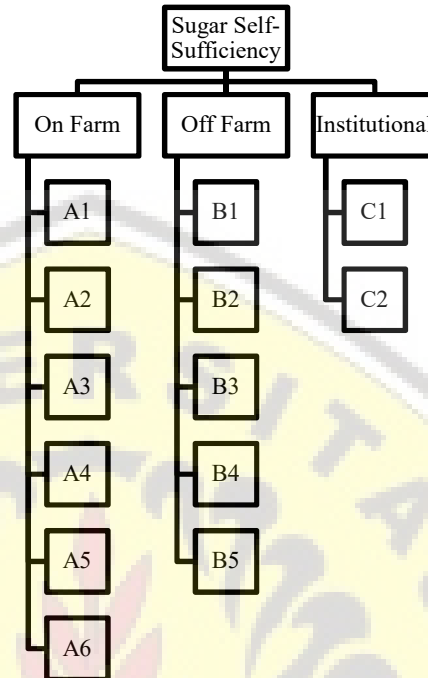 Sugar Self-
Sufficiency
On Farm
Off Farm
Institutional
A1
B1
C1
A2
B2
C2
A3
B3
A4
B4
A5
B5
A6